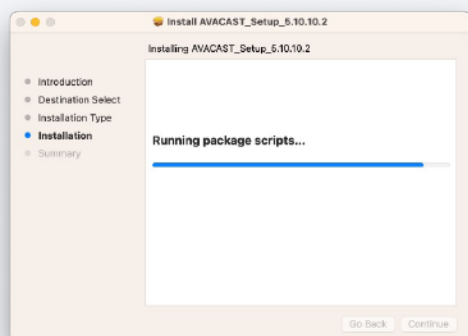 Install AVACAST_Setup_5.10.10.2
Installing AVACAST_Setup_5.10.10.2
Introduction
Destination Select
Installation Type
Installation
Summary
Running package scripts...
Go Back
Continue